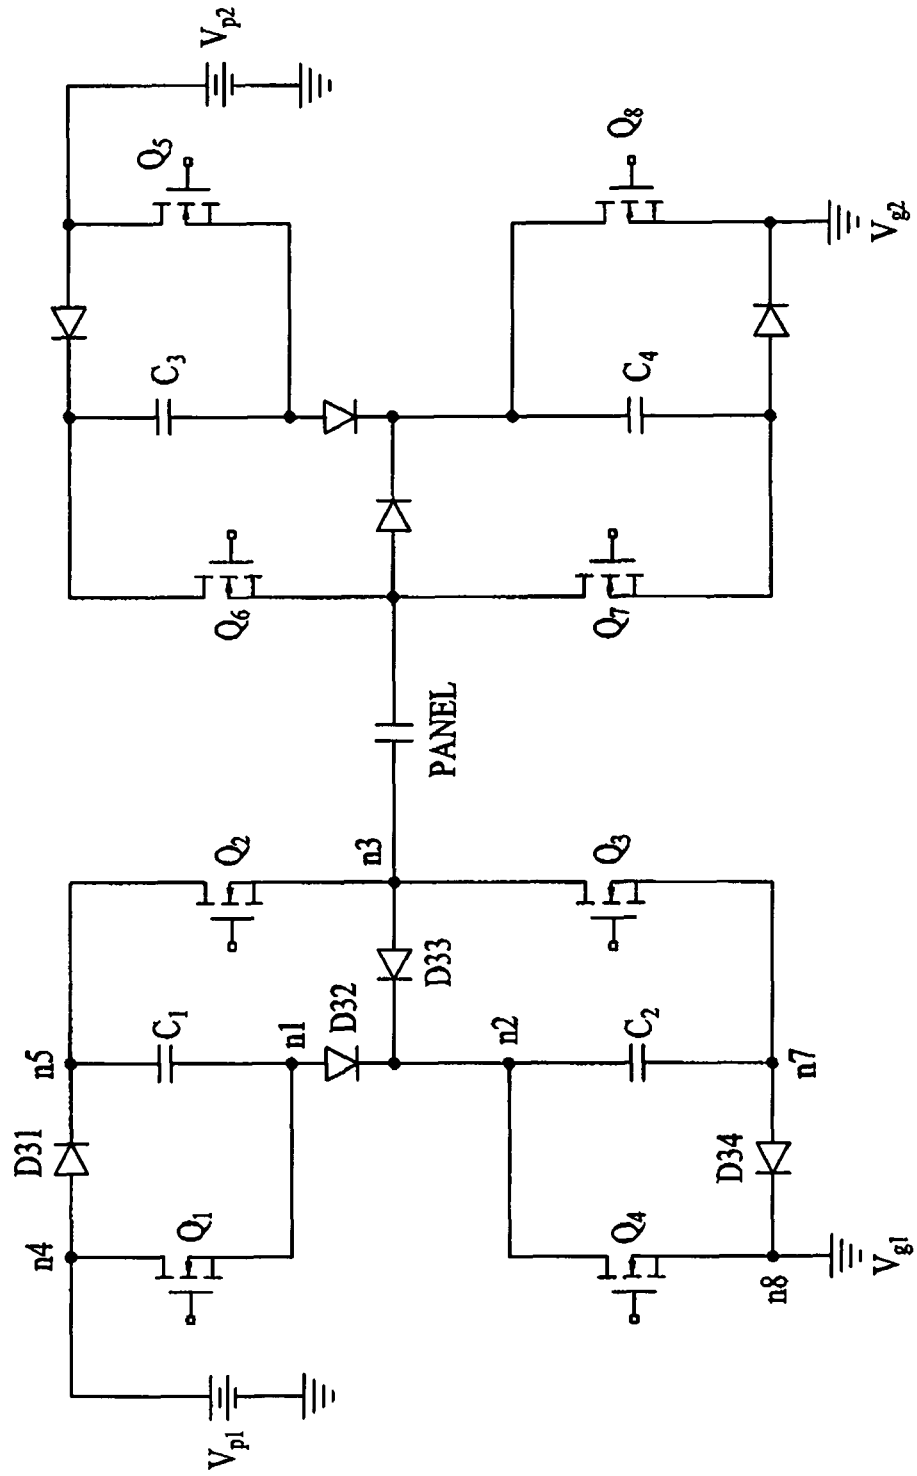 V_p1
V_g1
n4
Q_1
Q_4
n8
D31
D34
n5
C_1
n1
D32
n2
C_2
n7
D33
Q_2
n3
Q_3
PANEL
Q_6
Q_7
C_3
C_4
Q_5
Q_8
V_p2
V_g2